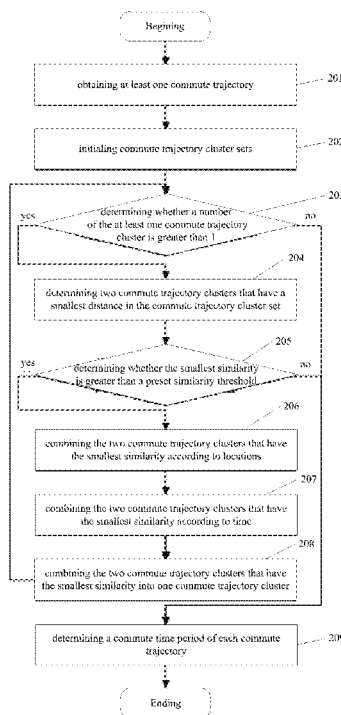 Begining
obtaining at least one commute trajectory
201
initialing commute trajectory cluster sets
202
203
yes
determining whether a number
of the at least one commute trajectory
cluster is greater than 1
no
204
determining two commute trajectory clusters that have a
smallest distance in the commute trajectory cluster set
205
yes
determining whether the smallest similarity
is greater than a preset similarity threshold
no
206
combining the two commute trajectory clusters that have
the smallest similarity according to locations
207
combining the two commute trajectory clusters that have
the smallest similarity according to time
208
combining the two commute trajectory clusters that have
the smallest similarity into one commute trajectory cluster
209
determining a commute time period of each commute
trajectory
Ending